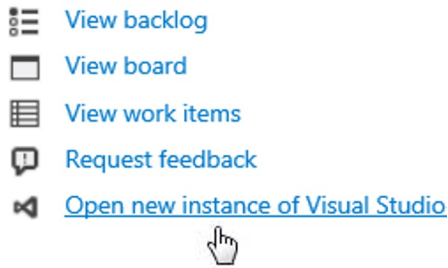 View backlog
View board
View work items
Request feedback
Open new instance of Visual Studio